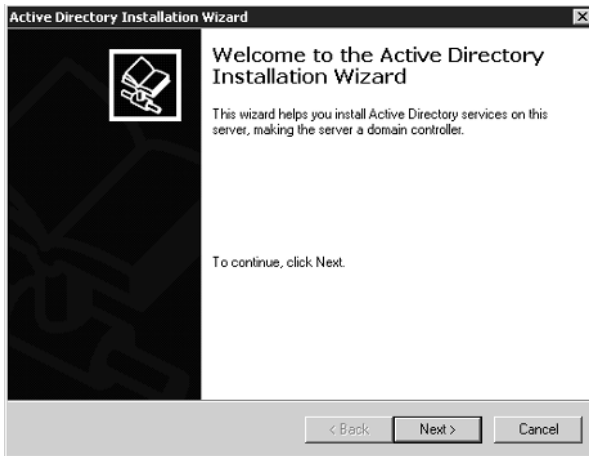 Active Directory Installation Wizard
Welcome to the Active Directory
Installation Wizard
This wizard helps you install Active Directory services on this
server, making the server a domain controller.
To continue, click Next.
< Back
Next >
Cancel